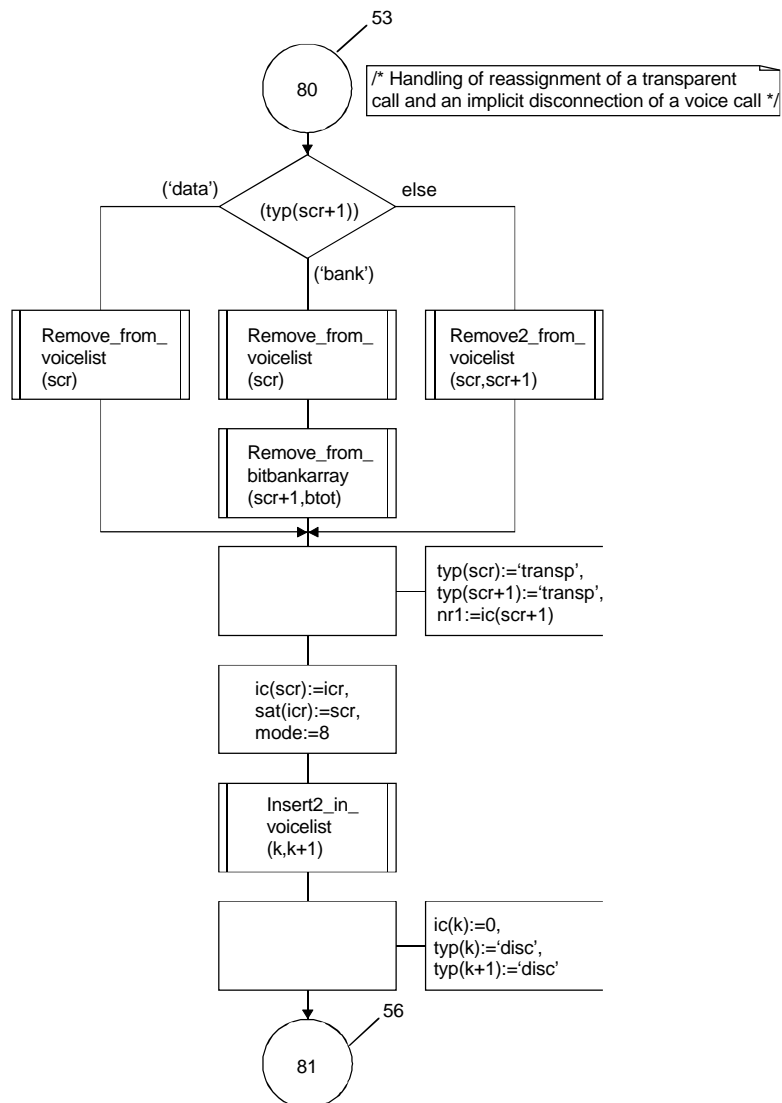 53
80
/* Handling of reassignment of a transparent
call and an implicit disconnection of a voice call */
(‘data’)
(typ(scr+1))
else
(‘bank’)
Remove_from_
voicelist
(scr)
Remove_from_
voicelist
(scr)
Remove2_from_
voicelist
(scr,scr+1)
Remove_from_
bitbankarray
(scr+1,btot)
typ(scr):=‘transp’,
typ(scr+1):=‘transp’,
nr1:=ic(scr+1)
ic(scr):=icr,
sat(icr):=scr,
mode:=8
Insert2_in_
voicelist
(k,k+1)
ic(k):=0,
typ(k):=‘disc’,
typ(k+1):=‘disc’
56
81